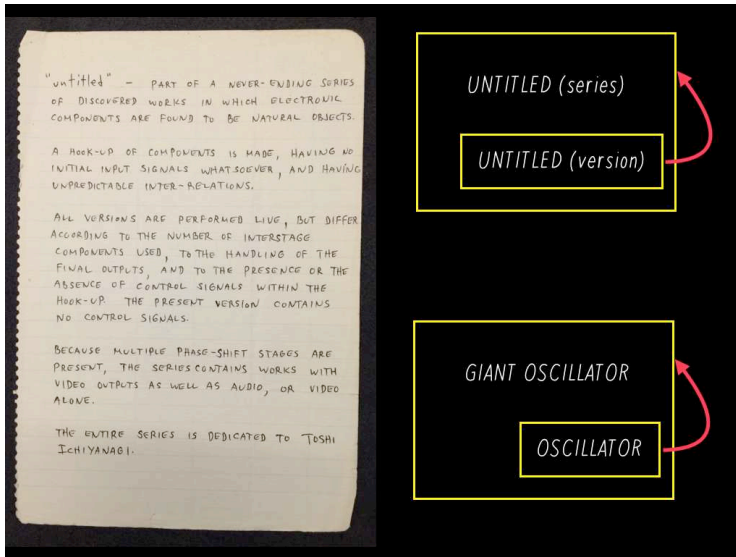 "untitled" – PART OF A NEVER-ENDING SERIES
OF DISCOVERED WORKS IN WHICH ELECTRONIC
COMPONENTS ARE FOUND TO BE NATURAL OBJECTS.
A HOOK-UP OF COMPONENTS IS MADE, HAVING NO
INITIAL INPUT SIGNALS WHATSOEVER, AND HAVING
UNPREDICTABLE INTER-RELATIONS.
ALL VERSIONS ARE PERFORMED LIVE, BUT DIFFER
ACCORDING TO THE NUMBER OF INTERSTAGE
COMPONENTS USED, TO THE HANDLING OF THE
FINAL OUTPUTS, AND TO THE PRESENCE OR THE
ABSENCE OF CONTROL SIGNALS WITHIN THE
HOOK-UP. THE PRESENT VERSION CONTAINS
NO CONTROL SIGNALS.
BECAUSE MULTIPLE PHASE-SHIFT STAGES ARE
PRESENT, THE SERIES CONTAINS WORKS WITH
VIDEO OUTPUTS AS WELL AS AUDIO, OR VIDEO
ALONE.
THE ENTIRE SERIES IS DEDICATED TO TOSHI
ICHIYANAGI.
UNTITLED (series)
UNTITLED (version)
GIANT OSCILLATOR
OSCILLATOR